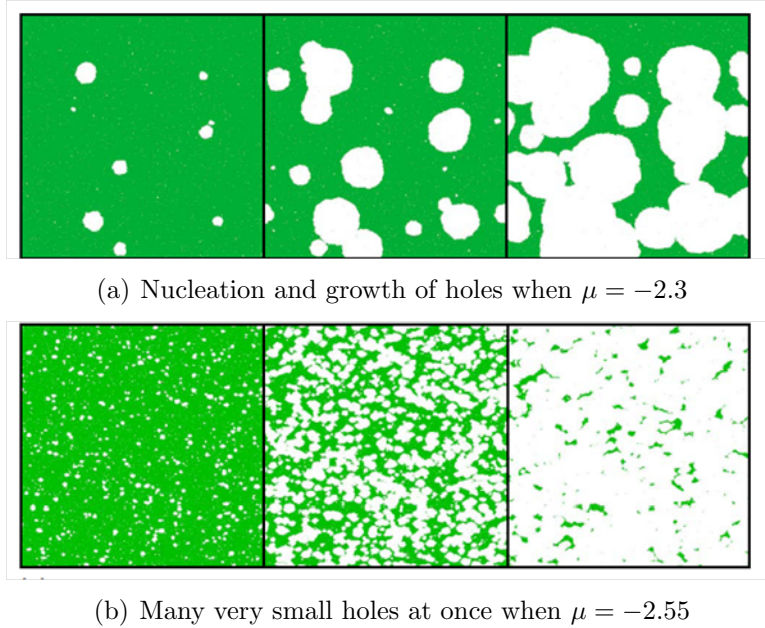 (a) Nucleation and growth of holes when μ = −2.3
(b) Many very small holes at once when μ = −2.55